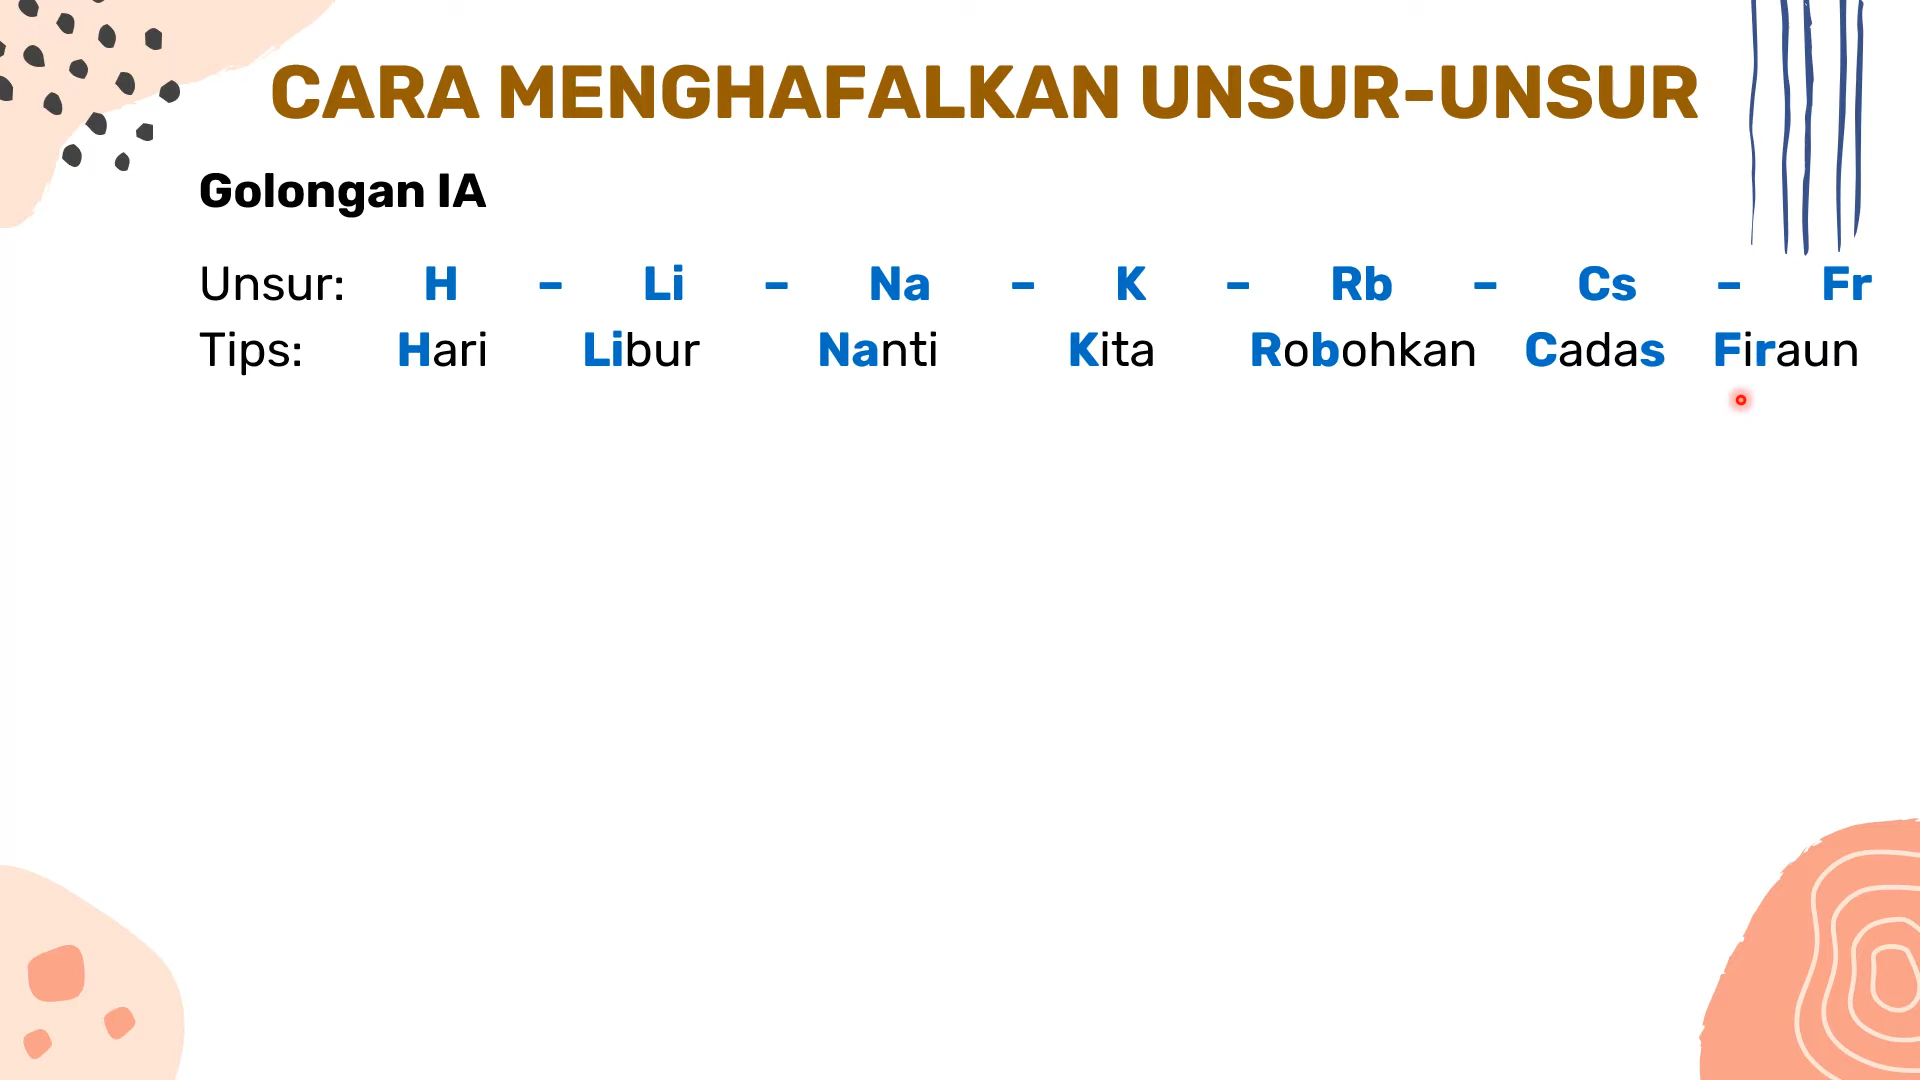 CARA MENGHAFALKAN UNSUR-UNSUR
Golongan IA
Unsur: H – Li – Na – K – Rb – Cs – Fr
Tips: Hari Libur Nanti Kita Robohkan Cadas Firaun